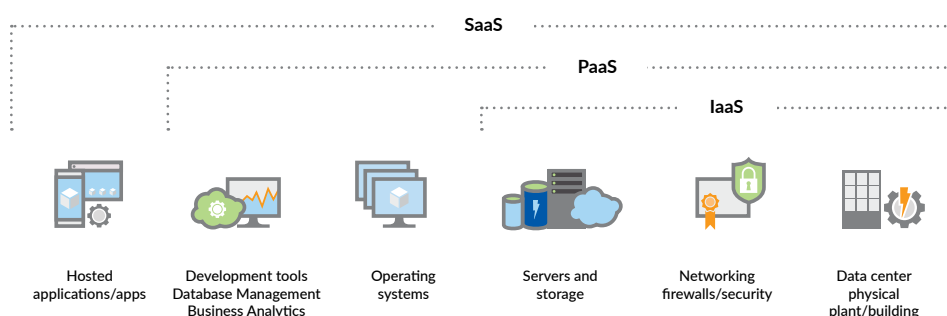 SaaS
PaaS
IaaS
Hosted
applications/apps
Development tools
Database Management
Business Analytics
Operating
systems
Servers and
storage
Networking
firewalls/security
Data center
physical
plant/building